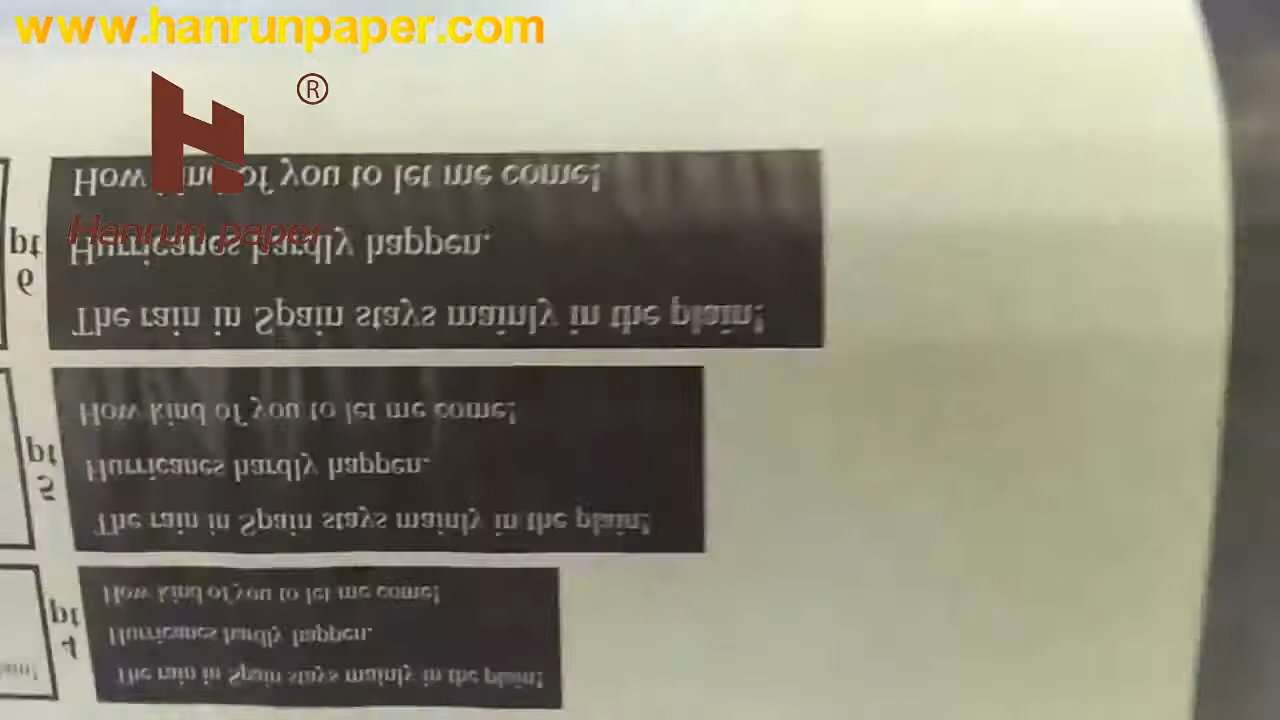 www.hanrunpaper.com
H ®
Hanrun paper
6 pt
How kind of you to let me come!
Hurricanes hardly happen.
The rain in Spain stays mainly in the plain!
5 pt
How kind of you to let me come!
Hurricanes hardly happen.
The rain in Spain stays mainly in the plain!
4 pt
How kind of you to let me come!
Hurricanes hardly happen.
The rain in Spain stays mainly in the plain!